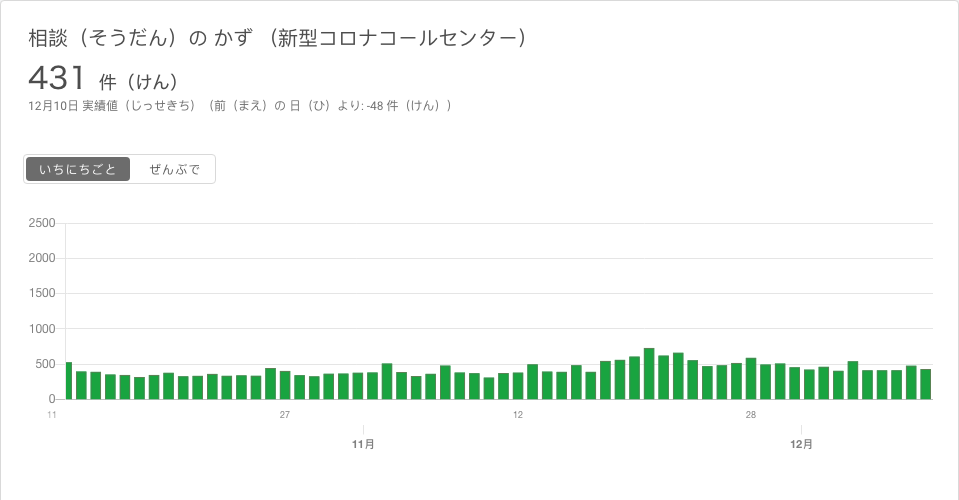 相談（そうだん）の かず （新型コロナコールセンター）
431 件（けん）
12月10日 実績値（じっせきち）（前（まえ）の 日（ひ）より: -48 件（けん））
いちにちごと ぜんぶで
2500
2000
1500
1000
500
0
11 27 12 28
11月 12月